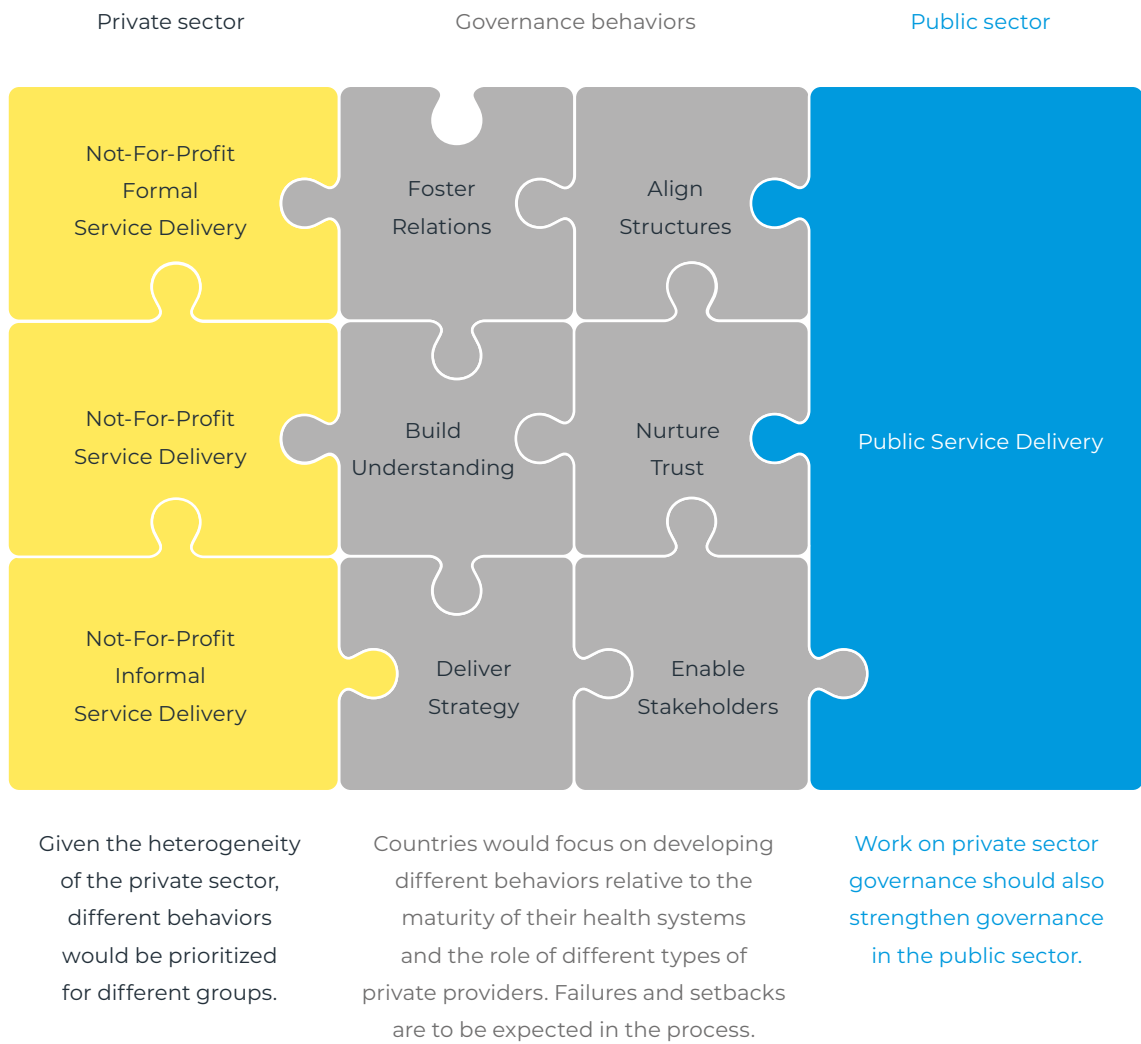 Private sector
Governance behaviors
Public sector
Not-For-Profit
Formal
Service Delivery
Foster
Relations
Align
Structures
Not-For-Profit
Service Delivery
Build
Understanding
Nurture
Trust
Public Service Delivery
Not-For-Profit
Informal
Service Delivery
Deliver
Strategy
Enable
Stakeholders
Given the heterogeneity
of the private sector,
different behaviors
would be prioritized
for different groups.
Countries would focus on developing
different behaviors relative to the
maturity of their health systems
and the role of different types of
private providers. Failures and setbacks
are to be expected in the process.
Work on private sector
governance should also
strengthen governance
in the public sector.